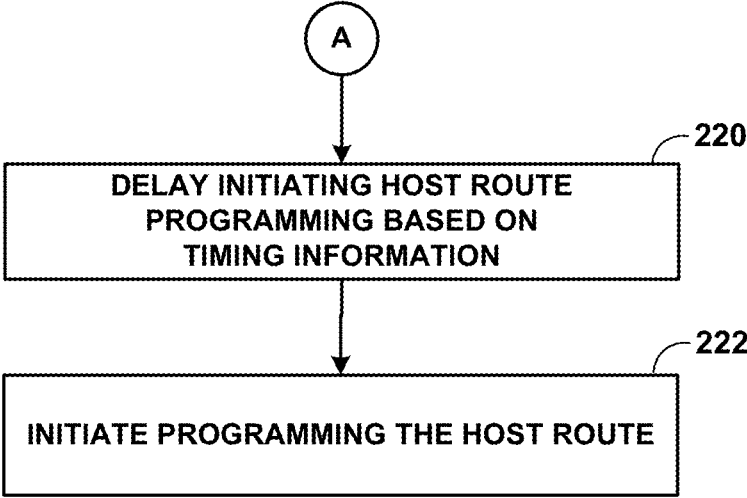 A
220
DELAY INITIATING HOST ROUTE
PROGRAMMING BASED ON
TIMING INFORMATION
222
INITIATE PROGRAMMING THE HOST ROUTE